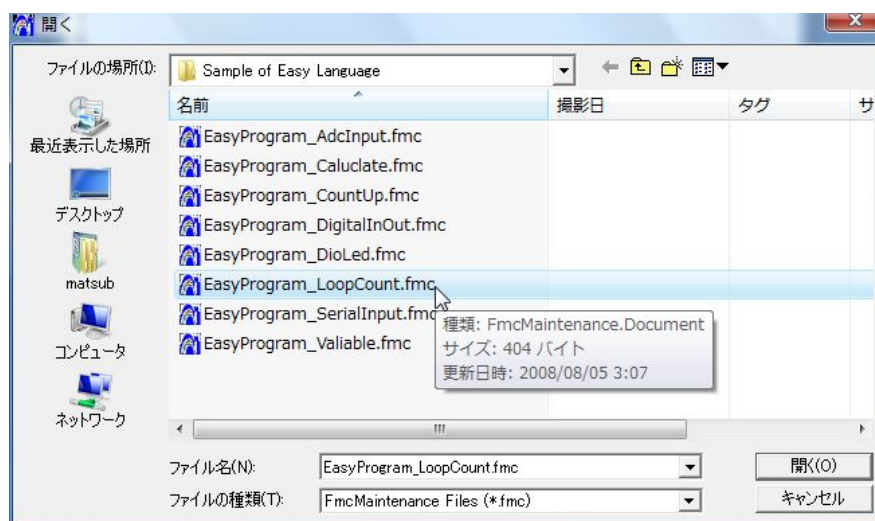 開く
ファイルの場所(I):
Sample of Easy Language
最近表示した場所
デスクトップ
matsub
コンピュータ
ネットワーク
名前
撮影日
タグ
サ
EasyProgram_AdcInput.fmc
EasyProgram_Caluclate.fmc
EasyProgram_CountUp.fmc
EasyProgram_DigitalInOut.fmc
EasyProgram_DioLed.fmc
EasyProgram_LoopCount.fmc
EasyProgram_SerialInput.fmc
EasyProgram_Valiable.fmc
種類: FmcMaintenance.Document
サイズ: 404 バイト
更新日時: 2008/08/05 3:07
ファイル名(N):
EasyProgram_LoopCount.fmc
開く(O)
ファイルの種類(T):
FmcMaintenance Files (*.fmc)
キャンセル